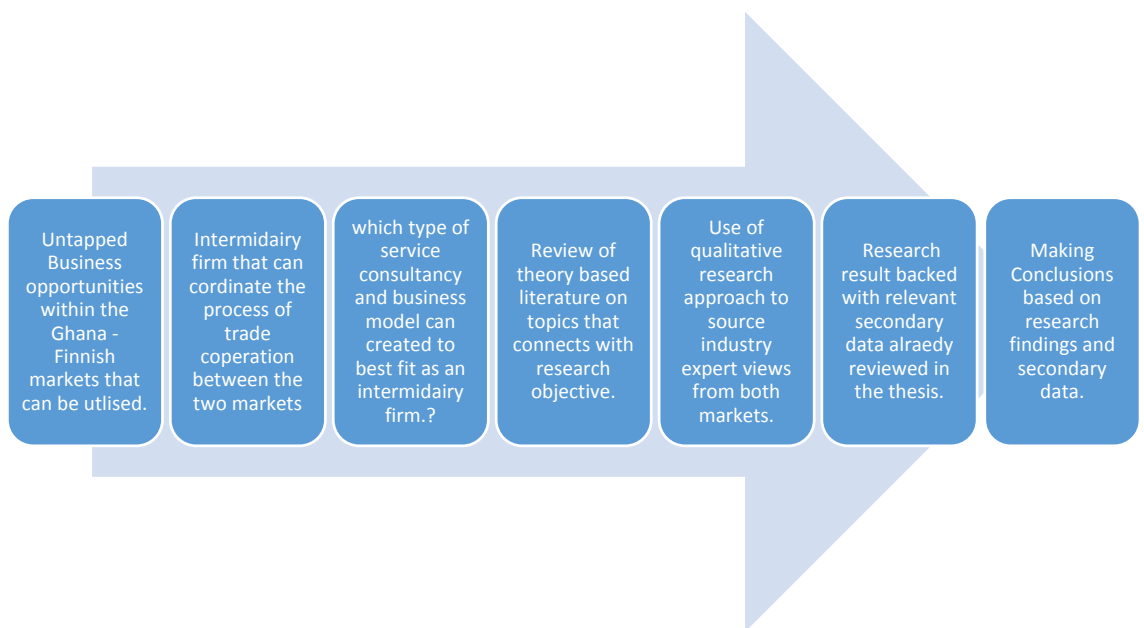 Untapped
Business
opportunities
within the
Ghana -
Finnish
markets that
can be utlised.
Intermidairy
firm that can
cordinate the
process of
trade
coperation
between the
two markets
which type of
service
consultancy
and business
model can
created to
best fit as an
intermidairy
firm.?
Review of
theory based
literature on
topics that
connects with
research
objective.
Use of
qualitative
research
approach to
source
industry
expert views
from both
markets.
Research
result backed
with relevant
secondary
data alraedy
reviewed in
the thesis.
Making
Conclusions
based on
research
findings and
secondary
data.